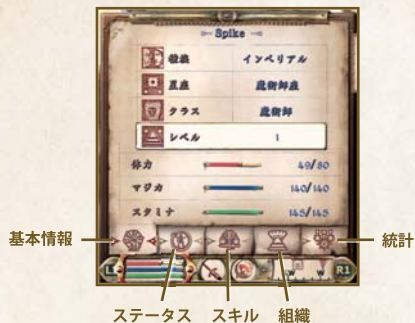 Spike
種族 インペリアル
星座 魔術師座
クラス 魔術師
レベル 1
体力 49/80
マジカ 140/140
スタミナ 145/145
基本情報 統計
L1 R1
ステータス スキル 組織